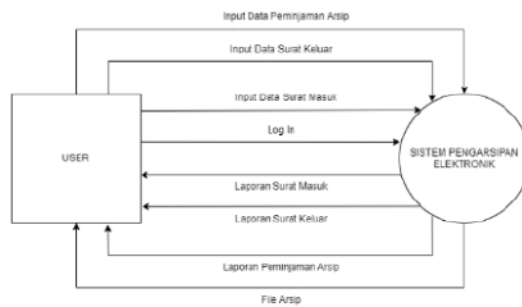 Input Data Peminjaman Arsip
Input Data Surat Keluar
Input Data Surat Masuk
Log In
USER
SISTEM PENGARSIPAN
ELEKTRONIK
Laporan Surat Masuk
Laporan Surat Keluar
Laporan Peminjaman Arsip
File Arsip